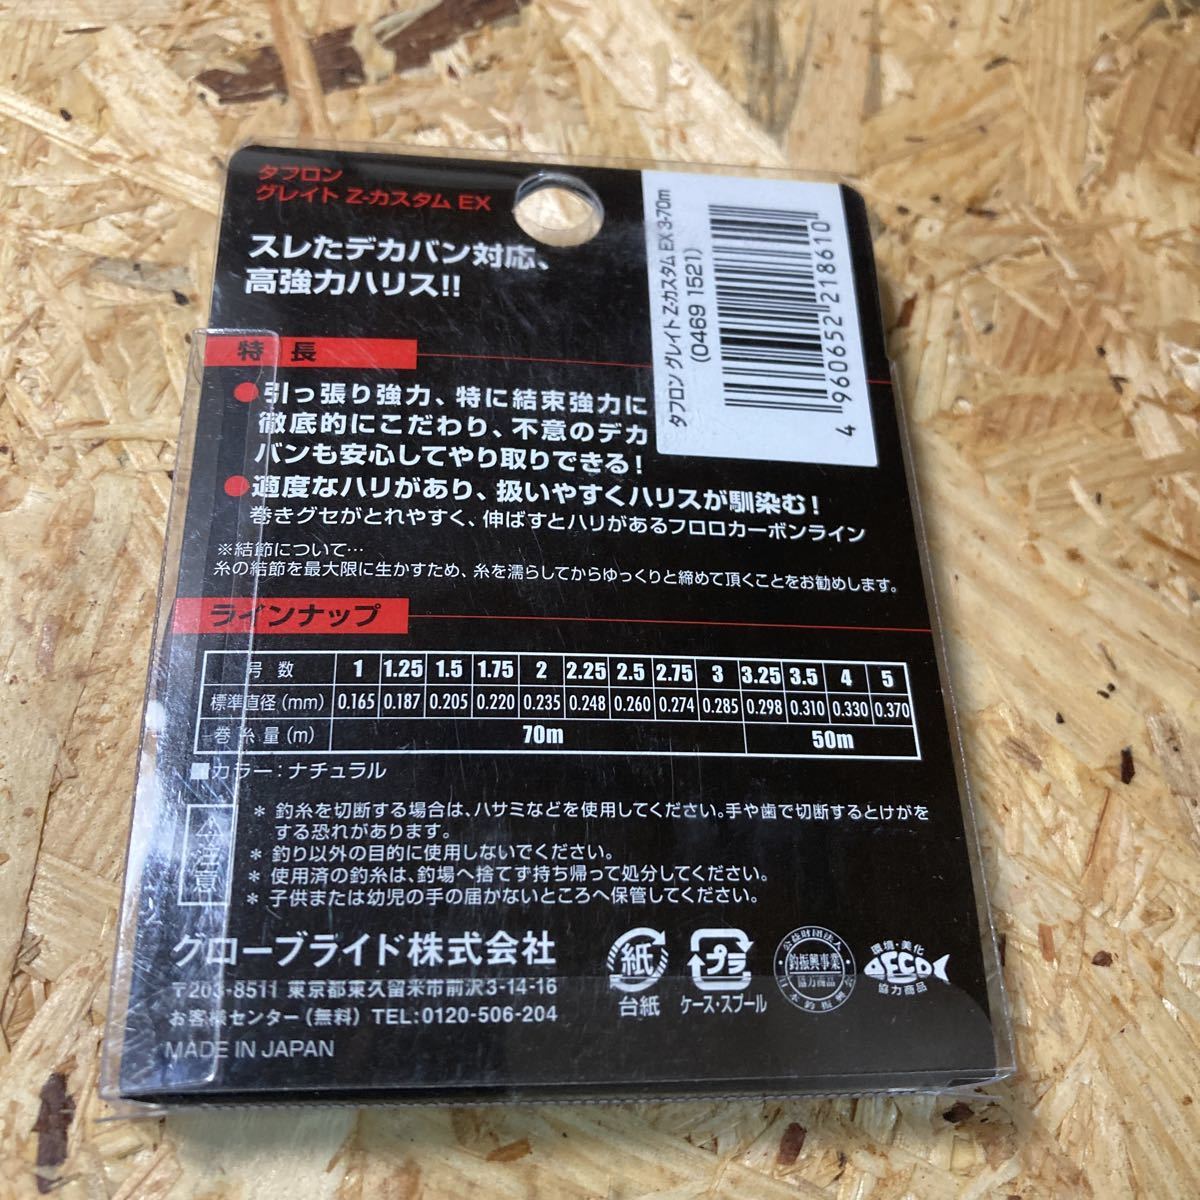 タフロン
グレイト Z-カスタム EX
スレたデカバン対応、
高強力ハリス!!
タフロン グレイト Z-カスタム EX 3-70m
(0469 1521)
4 960652 218610
特 長
●引っ張り強力、特に結束強力に
徹底的にこだわり、不意のデカ
バンも安心してやり取りできる!
●適度なハリがあり、扱いやすくハリスが馴染む!
巻きグセがとれやすく、伸ばすとハリがあるフロロカーボンライン
※結節について…
糸の結節を最大限に生かすため、糸を濡らしてからゆっくりと締めて頂くことをお勧めします。
ラインナップ
号 数 1 1.25 1.5 1.75 2 2.25 2.5 2.75 3 3.25 3.5 4 5
標準直径(mm) 0.165 0.187 0.205 0.220 0.235 0.248 0.260 0.274 0.285 0.298 0.310 0.330 0.370
巻 糸 量(m) 70m 50m
■カラー:ナチュラル
注意
* 釣糸を切断する場合は、ハサミなどを使用してください。手や歯で切断するとけがを
する恐れがあります。
* 釣り以外の目的に使用しないでください。
* 使用済の釣糸は、釣場へ捨てず持ち帰って処分してください。
* 子供または幼児の手の届かないところへ保管してください。
グローブライド株式会社
〒203-8511 東京都東久留米市前沢3-14-16
お客様センター(無料) TEL:0120-506-204
MADE IN JAPAN
紙
台紙
プラ
ケース・スプール
公益財団法人
釣振興事業
協力商品
環境・美化
協力商品